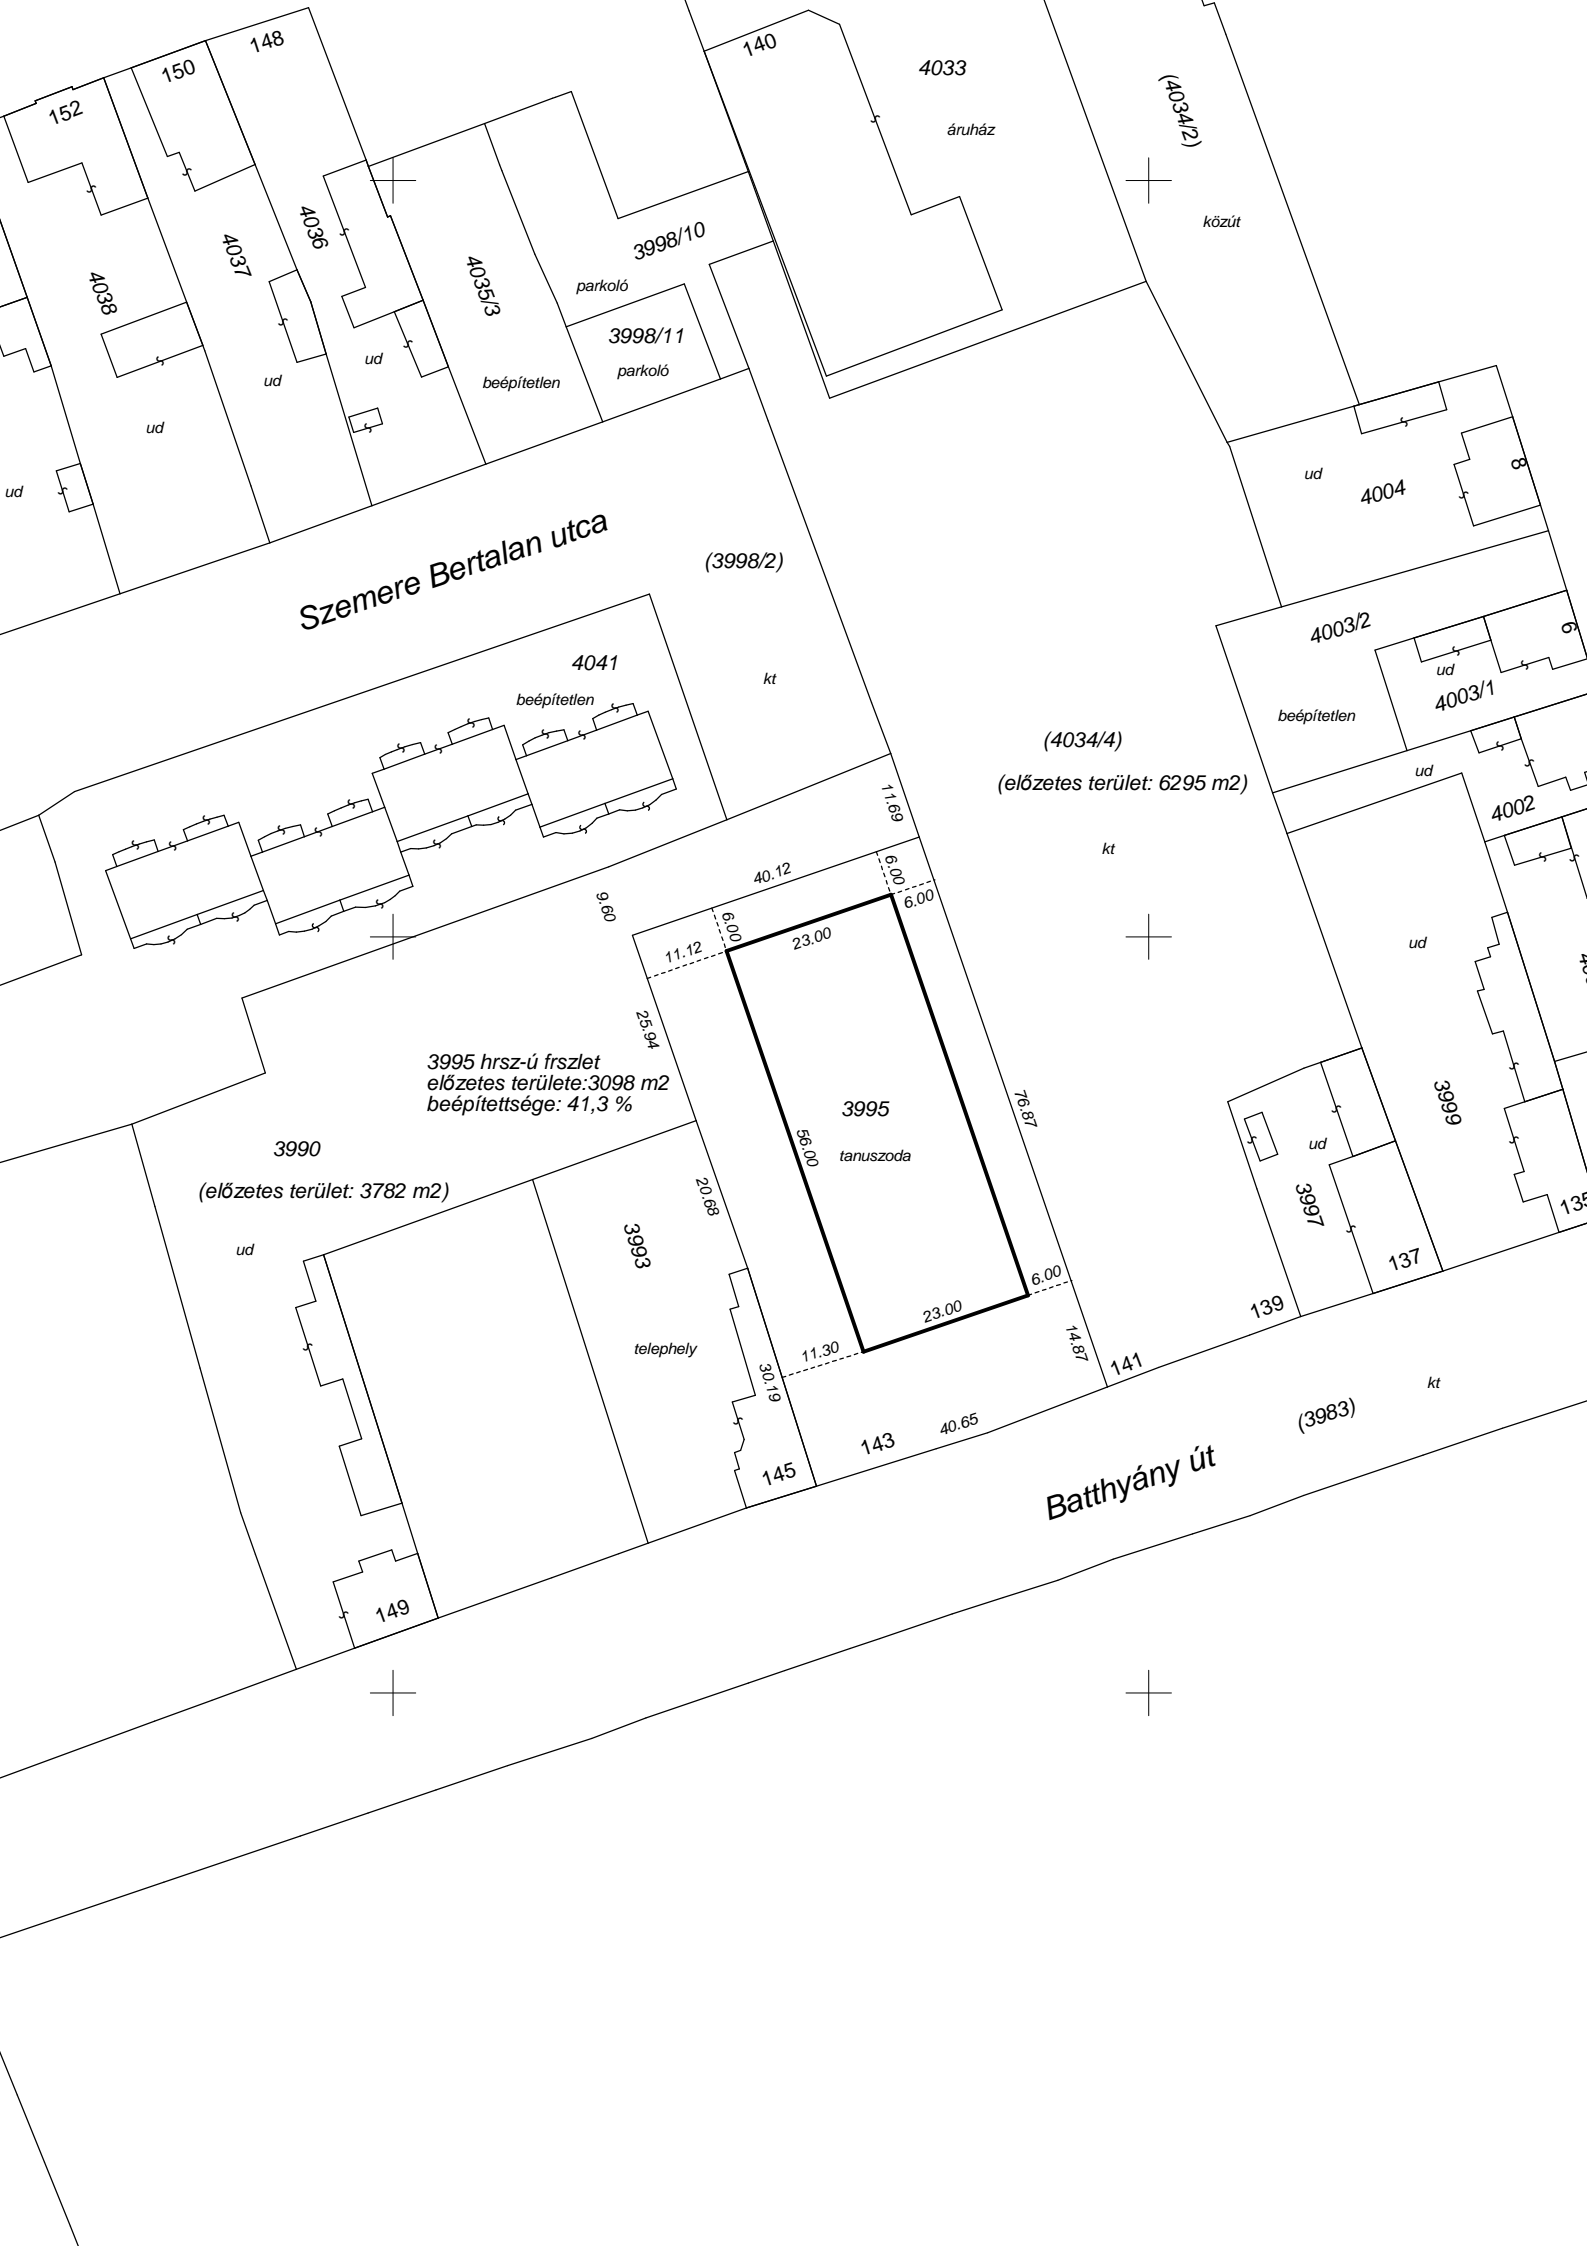 148
150
152
140
4033
áruház
(4034/2)
közút
4036
4037
4038
4035/3
3998/10
parkoló
3998/11
parkoló
beépítetlen
ud
ud
ud
ud
ud
4004
8
Szemere Bertalan utca
(3998/2)
4003/2
6
4041
beépítetlen
kt
ud
4003/1
beépítetlen
(4034/4)
(előzetes terület: 6295 m2)
ud
4002
kt
11.69
40.12
6.00
6.00
9.60
6.00
11.12
23.00
ud
25.94
3995 hrsz-ú frszlet
előzetes területe:3098 m2
beépítettsége: 41,3 %
3995
tanuszoda
56.00
76.87
3999
3990
(előzetes terület: 3782 m2)
ud
ud
3997
135
20.68
3993
telephely
137
139
6.00
23.00
14.87
11.30
30.19
141
kt
(3983)
143
40.65
145
Batthyány út
149